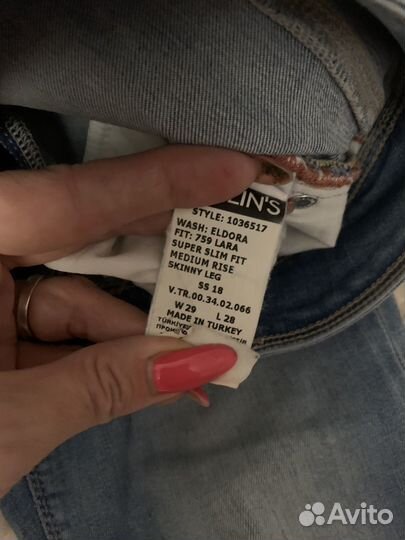 LIN'S
STYLE: 1036517
WASH: ELDORA
FIT: 759 LARA
SUPER SLIM FIT
MEDIUM RISE
SKINNY LEG
SS 18
V.TR.00.34.02.066
W 29 L 28
MADE IN TURKEY
Avito